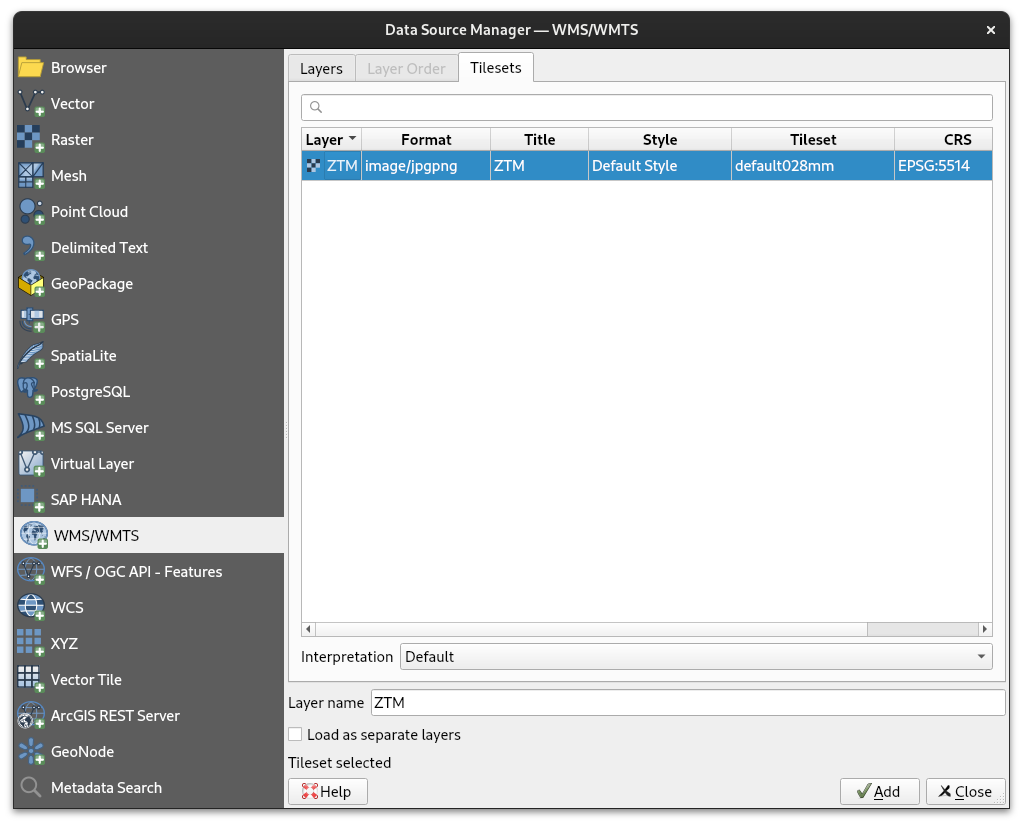 Data Source Manager — WMS/WMTS
Browser
Vector
Raster
Mesh
Point Cloud
Delimited Text
GeoPackage
GPS
SpatiaLite
PostgreSQL
MS SQL Server
Virtual Layer
SAP HANA
WMS/WMTS
WFS / OGC API - Features
WCS
XYZ
Vector Tile
ArcGIS REST Server
GeoNode
Metadata Search
Layers Layer Order Tilesets
Layer Format Title Style Tileset CRS
ZTM image/jpgpng ZTM Default Style default028mm EPSG:5514
Interpretation Default
Layer name ZTM
Load as separate layers
Tileset selected
Help Add Close